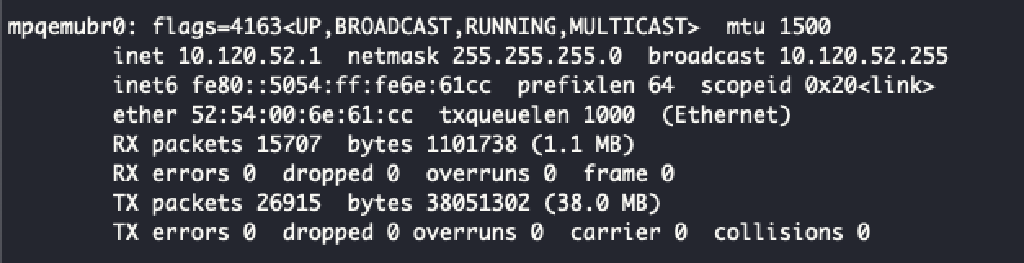 mpqemubr0: flags=4163<UP,BROADCAST,RUNNING,MULTICAST>  mtu 1500
        inet 10.120.52.1  netmask 255.255.255.0  broadcast 10.120.52.255
        inet6 fe80::5054:ff:fe6e:61cc  prefixlen 64  scopeid 0x20<link>
        ether 52:54:00:6e:61:cc  txqueuelen 1000  (Ethernet)
        RX packets 15707  bytes 1101738 (1.1 MB)
        RX errors 0  dropped 0  overruns 0  frame 0
        TX packets 26915  bytes 38051302 (38.0 MB)
        TX errors 0  dropped 0 overruns 0  carrier 0  collisions 0